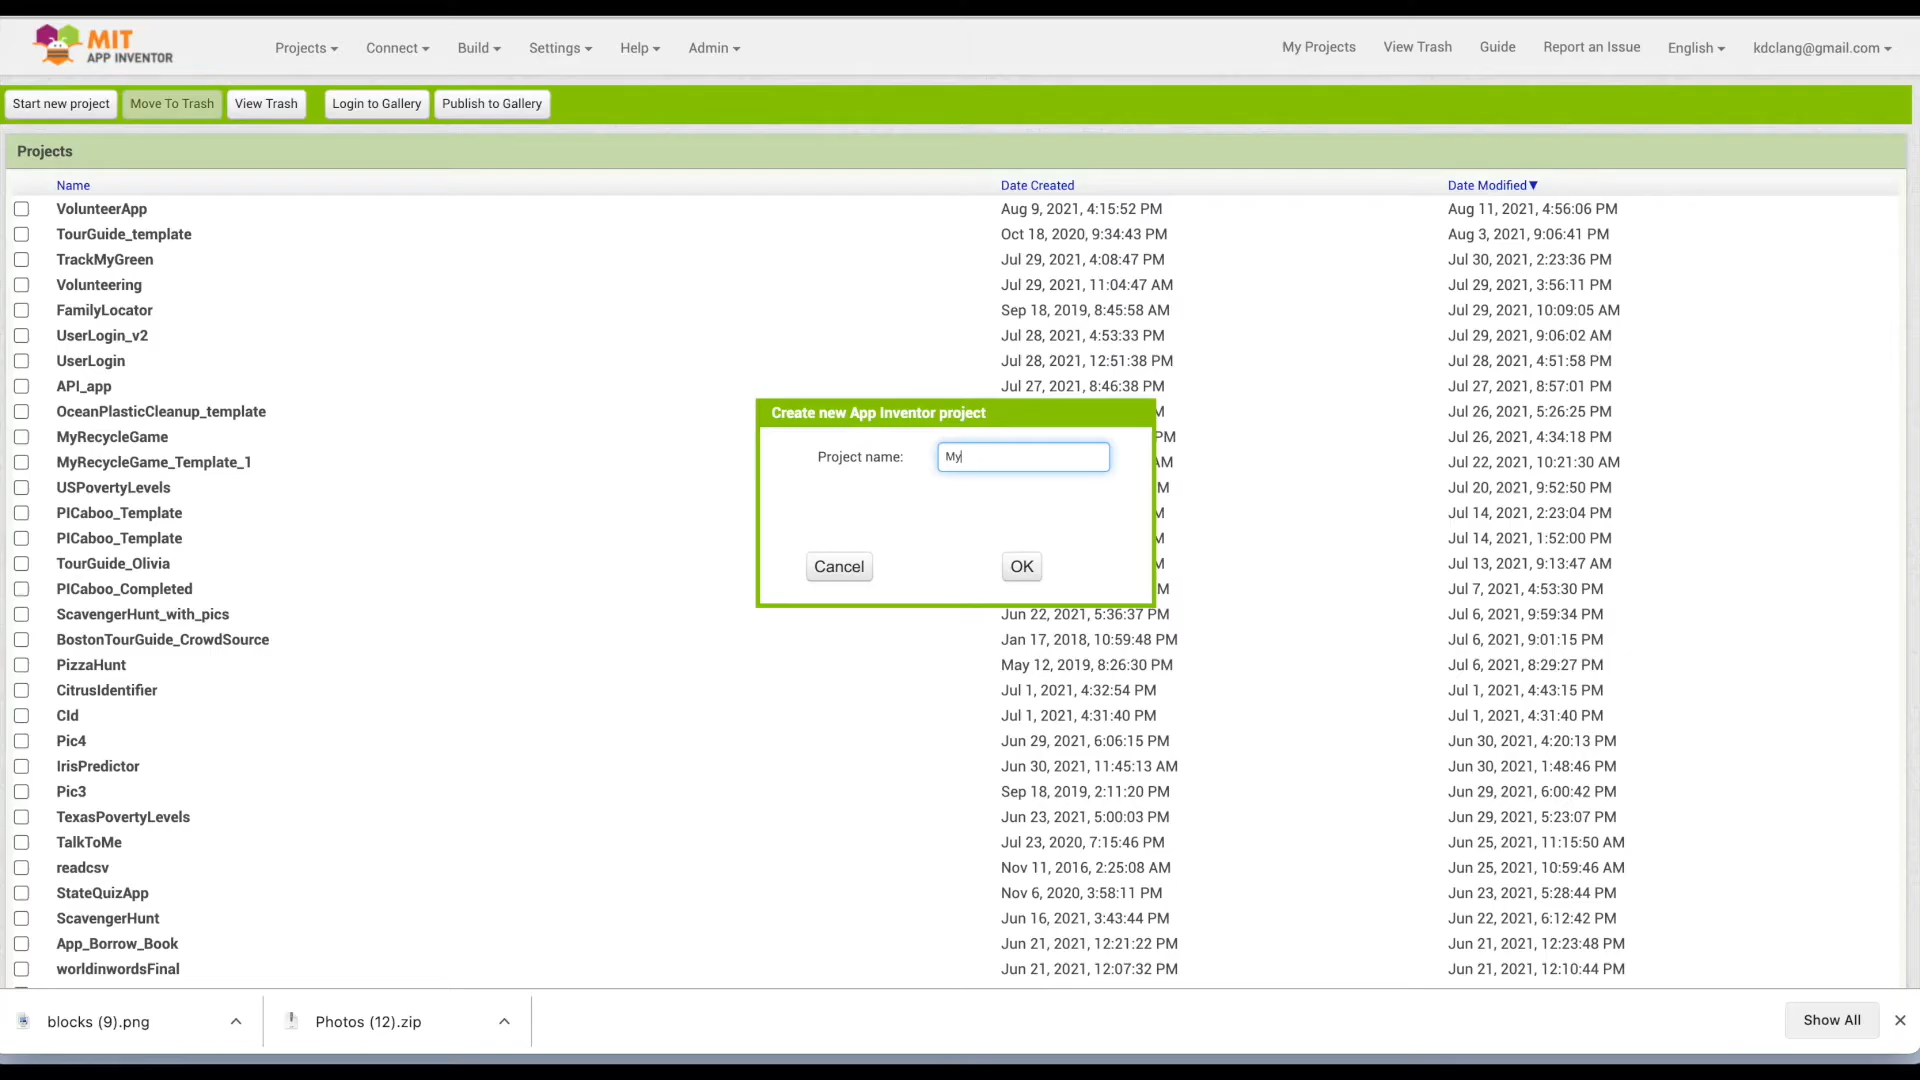 MIT
APP INVENTOR
Projects Connect Build Settings Help Admin My Projects View Trash Guide Report an Issue English kdclang@gmail.com
Start new project Move To Trash View Trash Login to Gallery Publish to Gallery
Projects
Name Date Created Date Modified▼
VolunteerApp Aug 9, 2021, 4:15:52 PM Aug 11, 2021, 4:56:06 PM
TourGuide_template Oct 18, 2020, 9:34:43 PM Aug 3, 2021, 9:06:41 PM
TrackMyGreen Jul 29, 2021, 4:08:47 PM Jul 30, 2021, 2:23:36 PM
Volunteering Jul 29, 2021, 11:04:47 AM Jul 29, 2021, 3:56:11 PM
FamilyLocator Sep 18, 2019, 8:45:58 AM Jul 29, 2021, 10:09:05 AM
UserLogin_v2 Jul 28, 2021, 4:53:33 PM Jul 29, 2021, 9:06:02 AM
UserLogin Jul 28, 2021, 12:51:38 PM Jul 28, 2021, 4:51:58 PM
API_app Jul 27, 2021, 8:46:38 PM Jul 27, 2021, 8:57:01 PM
OceanPlasticCleanup_template Jul 26, 2021, 5:26:25 PM
MyRecycleGame PM Jul 26, 2021, 4:34:18 PM
MyRecycleGame_Template_1 AM Jul 22, 2021, 10:21:30 AM
USPovertyLevels Jul 20, 2021, 9:52:50 PM
PICaboo_Template Jul 14, 2021, 2:23:04 PM
PICaboo_Template Jul 14, 2021, 1:52:00 PM
TourGuide_Olivia Jul 13, 2021, 9:13:47 AM
PICaboo_Completed Jul 7, 2021, 4:53:30 PM
ScavengerHunt_with_pics Jun 22, 2021, 5:36:37 PM Jul 6, 2021, 9:59:34 PM
BostonTourGuide_CrowdSource Jan 17, 2018, 10:59:48 PM Jul 6, 2021, 9:01:15 PM
PizzaHunt May 12, 2019, 8:26:30 PM Jul 6, 2021, 8:29:27 PM
CitrusIdentifier Jul 1, 2021, 4:32:54 PM Jul 1, 2021, 4:43:15 PM
CId Jul 1, 2021, 4:31:40 PM Jul 1, 2021, 4:31:40 PM
Pic4 Jun 29, 2021, 6:06:15 PM Jun 30, 2021, 4:20:13 PM
IrisPredictor Jun 30, 2021, 11:45:13 AM Jun 30, 2021, 1:48:46 PM
Pic3 Sep 18, 2019, 2:11:20 PM Jun 29, 2021, 6:00:42 PM
TexasPovertyLevels Jun 23, 2021, 5:00:03 PM Jun 29, 2021, 5:23:07 PM
TalkToMe Jul 23, 2020, 7:15:46 PM Jun 25, 2021, 11:15:50 AM
readcsv Nov 11, 2016, 2:25:08 AM Jun 25, 2021, 10:59:46 AM
StateQuizApp Nov 6, 2020, 3:58:11 PM Jun 23, 2021, 5:28:44 PM
ScavengerHunt Jun 16, 2021, 3:43:44 PM Jun 22, 2021, 6:12:42 PM
App_Borrow_Book Jun 21, 2021, 12:21:22 PM Jun 21, 2021, 12:23:48 PM
worldinwordsFinal Jun 21, 2021, 12:07:32 PM Jun 21, 2021, 12:10:44 PM
Create new App Inventor project
Project name: My
Cancel OK
blocks (9).png Photos (12).zip Show All